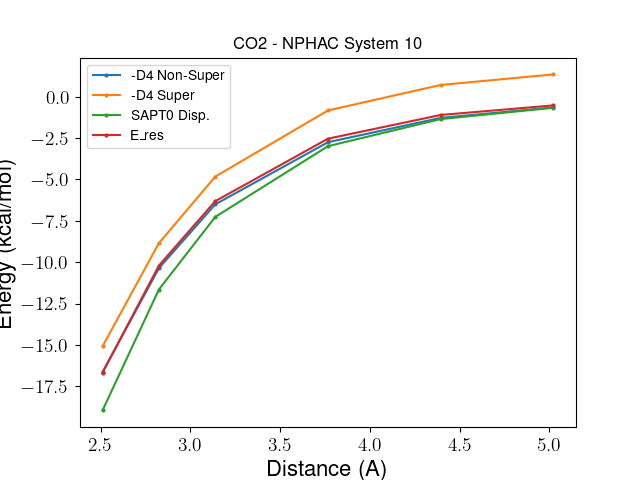 CO2 - NPHAC System 10
-D4 Non-Super
-D4 Super
SAPT0 Disp.
E_res
0.0
−2.5
−5.0
−7.5
−10.0
−12.5
−15.0
−17.5
Energy (kcal/mol)
2.5 3.0 3.5 4.0 4.5 5.0
Distance (A)